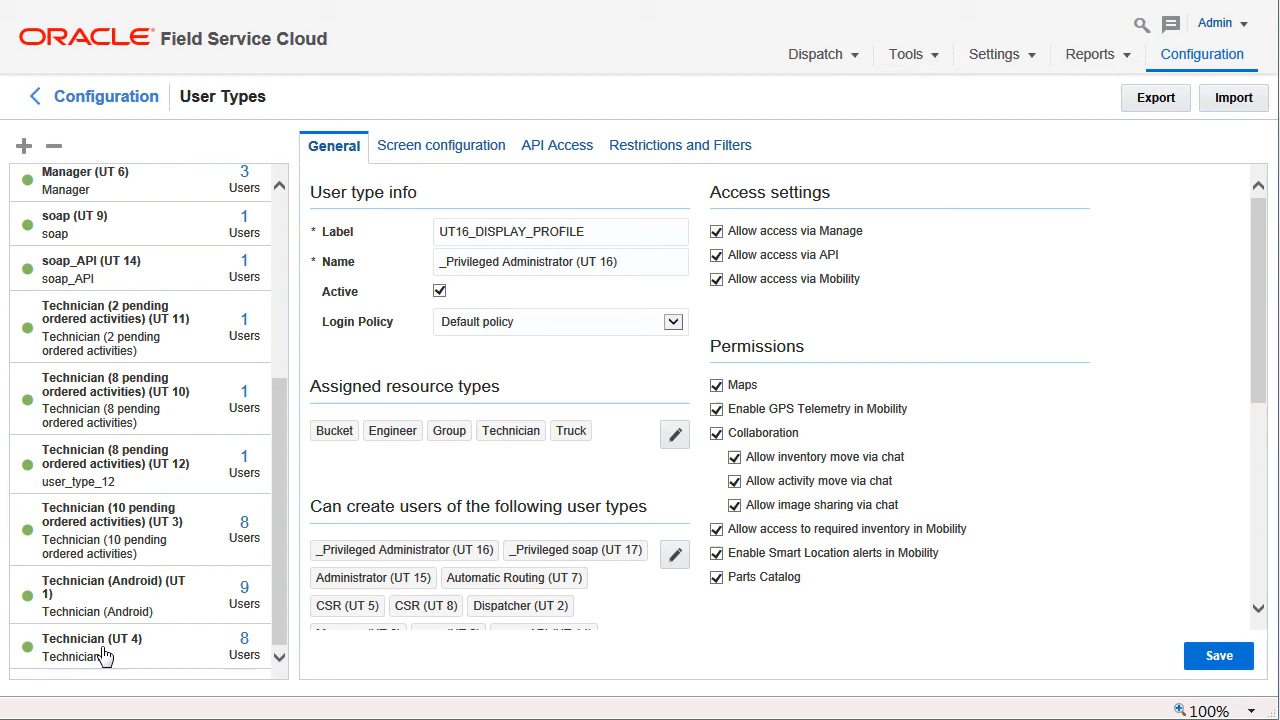 ORACLE Field Service Cloud
Admin
Dispatch Tools Settings Reports Configuration
Configuration User Types
Export Import
General Screen configuration API Access Restrictions and Filters
Manager (UT 6)
Manager
3
Users
soap (UT 9)
soap
1
Users
soap_API (UT 14)
soap_API
1
Users
Technician (2 pending
ordered activities) (UT 11)
Technician (2 pending
ordered activities)
1
Users
Technician (8 pending
ordered activities) (UT 10)
Technician (8 pending
ordered activities)
1
Users
Technician (8 pending
ordered activities) (UT 12)
user_type_12
1
Users
Technician (10 pending
ordered activities) (UT 3)
Technician (10 pending
ordered activities)
8
Users
Technician (Android) (UT
1)
Technician (Android)
9
Users
Technician (UT 4)
Technician
8
Users
User type info
* Label UT16_DISPLAY_PROFILE
* Name _Privileged Administrator (UT 16)
Active
Login Policy Default policy
Assigned resource types
Bucket Engineer Group Technician Truck
Can create users of the following user types
_Privileged Administrator (UT 16) _Privileged soap (UT 17)
Administrator (UT 15) Automatic Routing (UT 7)
CSR (UT 5) CSR (UT 8) Dispatcher (UT 2)
Access settings
Allow access via Manage
Allow access via API
Allow access via Mobility
Permissions
Maps
Enable GPS Telemetry in Mobility
Collaboration
Allow inventory move via chat
Allow activity move via chat
Allow image sharing via chat
Allow access to required inventory in Mobility
Enable Smart Location alerts in Mobility
Parts Catalog
Save
100%